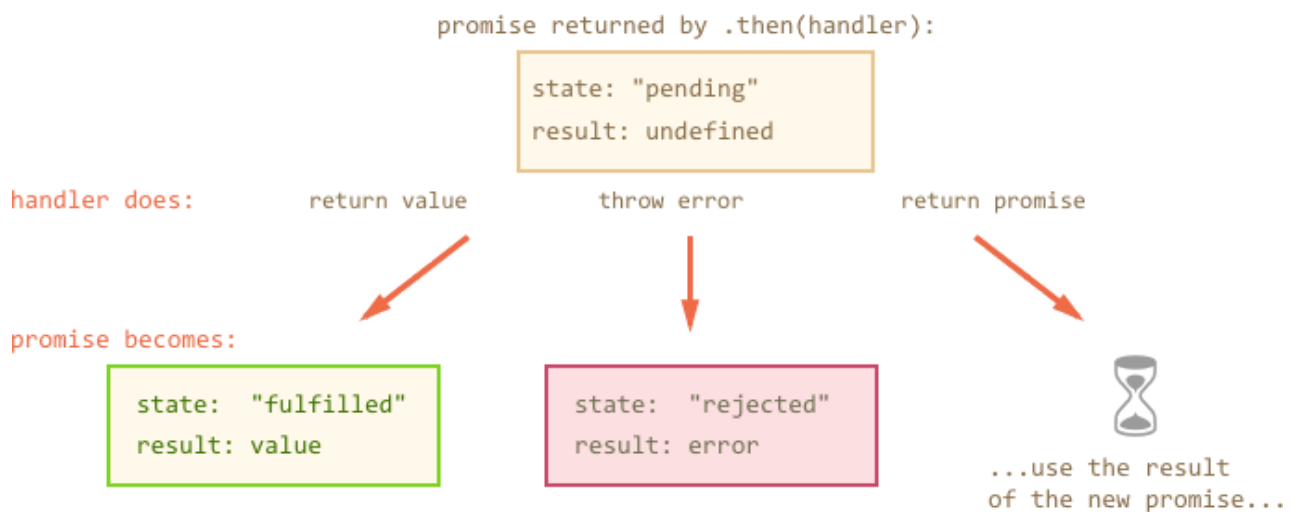 promise returned by .then(handler):
state: "pending"
result: undefined
handler does: return value throw error return promise
promise becomes:
state: "fulfilled" state: "rejected"
result: value result: error
...use the result
of the new promise...